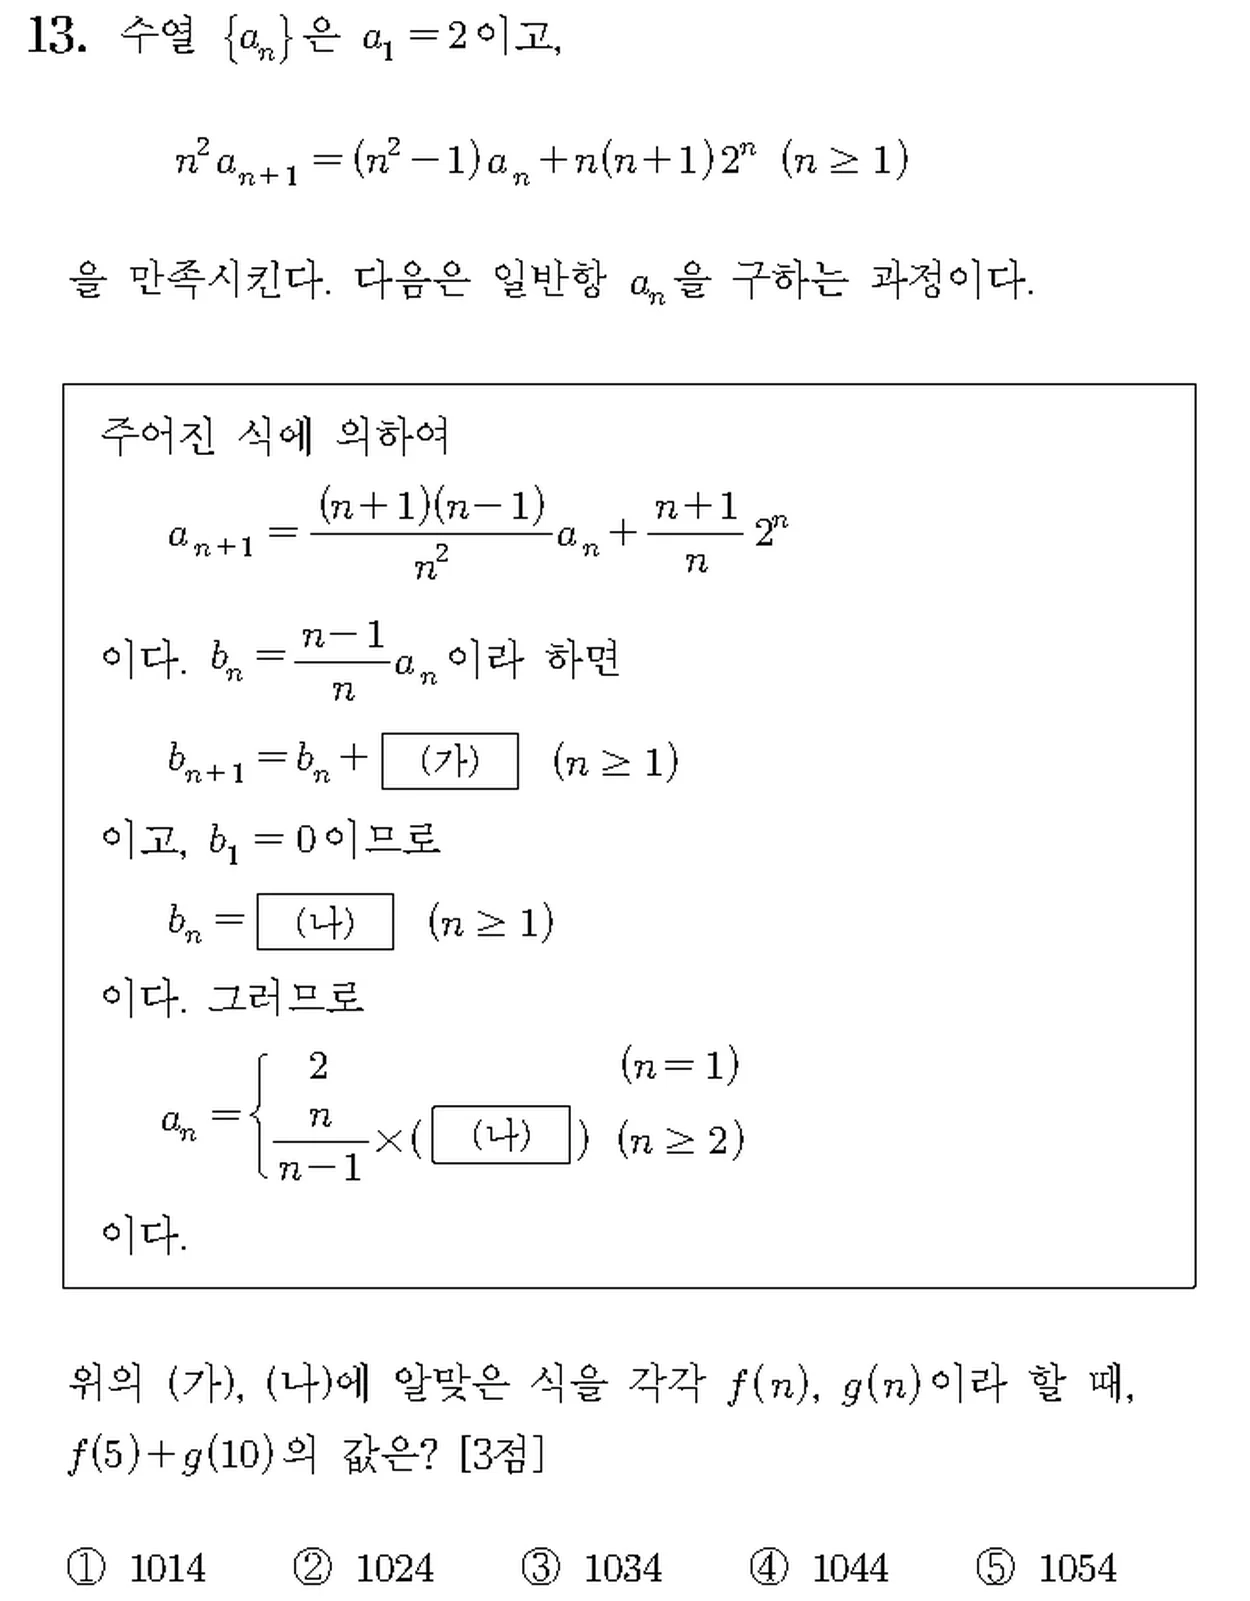 13. 수열 {aₙ}은 a₁ = 2이고,
n²aₙ₊₁ = (n²−1)aₙ + n(n+1)2ⁿ (n ≥ 1)
을 만족시킨다. 다음은 일반항 aₙ을 구하는 과정이다.
주어진 식에 의하여
aₙ₊₁ = (n+1)(n−1)/n² aₙ + (n+1)/n 2ⁿ
이다. bₙ = (n−1)/n aₙ이라 하면
bₙ₊₁ = bₙ + (가) (n ≥ 1)
이고, b₁ = 0이므로
bₙ = (나) (n ≥ 1)
이다. 그러므로
aₙ = { 2 (n = 1)
n/(n−1) × ( (나) ) (n ≥ 2)
이다.
위의 (가), (나)에 알맞은 식을 각각 f(n), g(n)이라 할 때,
f(5)+g(10)의 값은? [3점]
① 1014 ② 1024 ③ 1034 ④ 1044 ⑤ 1054